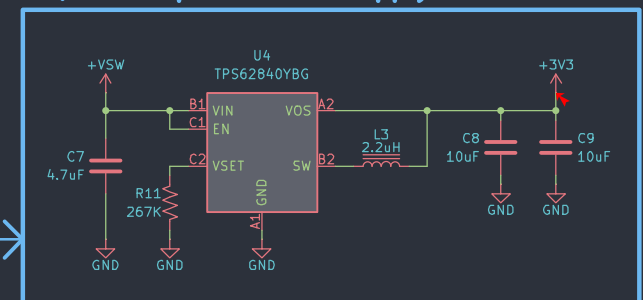 +VSW
+3V3
U4
TPS62840YBG
B1
VIN
VOS
A2
C1
EN
C7
4.7uF
C2
VSET
SW
B2
L3
2.2uH
C8
10uF
C9
10uF
R11
267K
GND
A1
GND
GND
GND
GND
GND